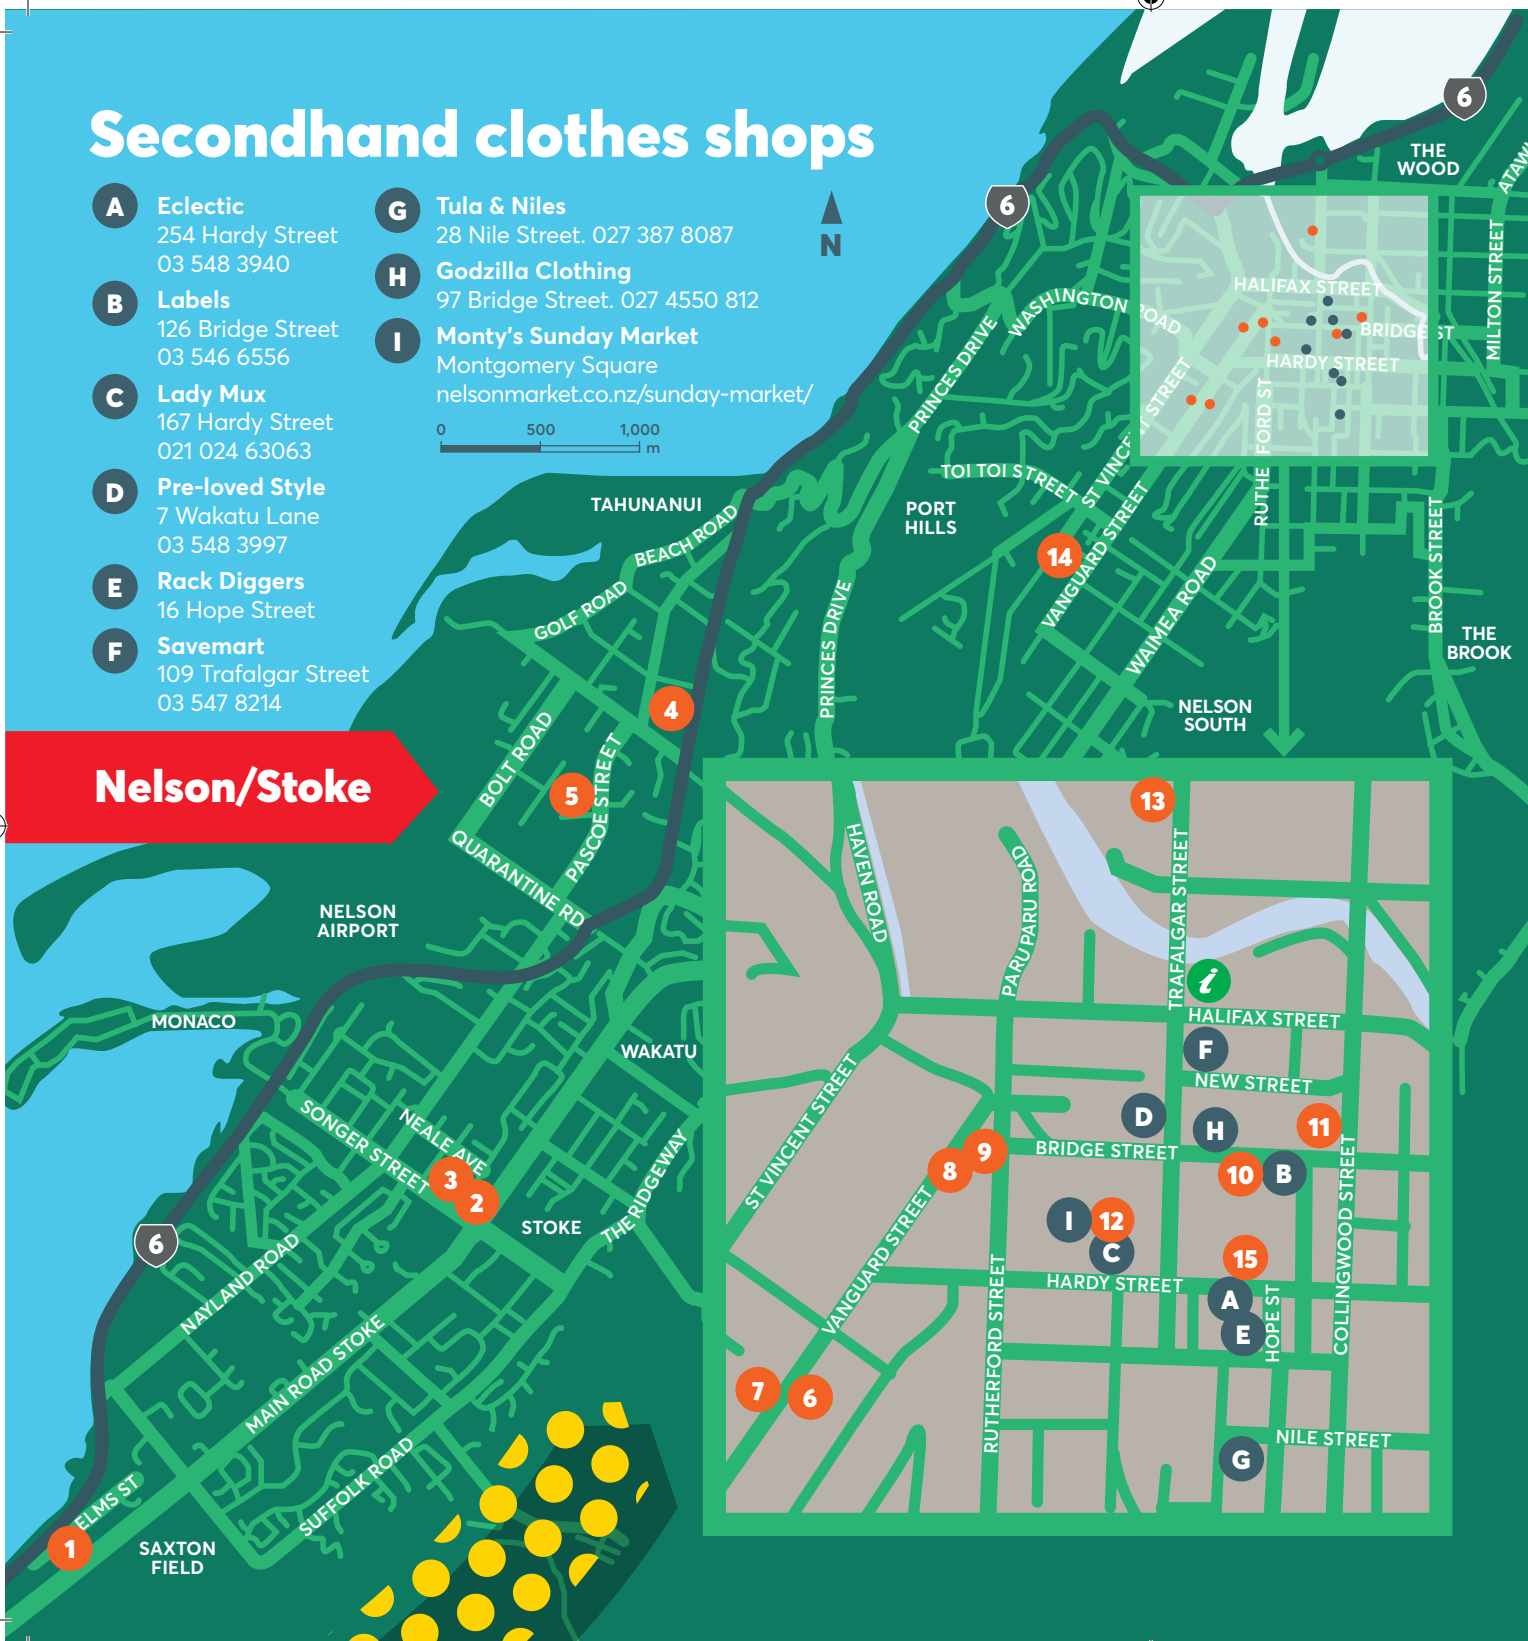 Secondhand clothes shops
A
Eclectic
254 Hardy Street
03 548 3940
B
Labels
126 Bridge Street
03 546 6556
C
Lady Mux
167 Hardy Street
021 024 63063
D
Pre-loved Style
7 Wakatu Lane
03 548 3997
E
Rack Diggers
16 Hope Street
F
Savemart
109 Trafalgar Street
03 547 8214
G
Tula & Niles
28 Nile Street. 027 387 8087
H
Godzilla Clothing
97 Bridge Street. 027 4550 812
I
Monty's Sunday Market
Montgomery Square
nelsonmarket.co.nz/sunday-market/
0 500 1,000
m
N
6
6
THE
WOOD
ATAW
MILTON STREET
HALIFAX STREET
BRIDGE ST
HARDY STREET
RUTHERFORD ST
WASHINGTON ROAD
PRINCES DRIVE
ST VINCENT STREET
TOI TOI STREET
PORT
HILLS
14
VANGUARD STREET
WAIMEA ROAD
BROOK STREET
THE
BROOK
NELSON
SOUTH
PRINCES DRIVE
TAHUNANUI
BEACH ROAD
GOLF ROAD
4
BOLT ROAD
5
PASCOE STREET
QUARANTINE RD
Nelson/Stoke
NELSON
AIRPORT
MONACO
WAKATU
SONGER STREET
NEALE AVE
3
2
STOKE
THE RIDGEWAY
6
NAYLAND ROAD
MAIN ROAD STOKE
SUFFOLK ROAD
ELMS ST
1
SAXTON
FIELD
13
HAVEN ROAD
PARU PARU ROAD
TRAFALGAR STREET
i
HALIFAX STREET
F
NEW STREET
ST VINCENT STREET
D
H
11
9
8
BRIDGE STREET
10
B
I
12
C
15
VANGUARD STREET
HARDY STREET
A
E
HOPE ST
COLLINGWOOD STREET
RUTHERFORD STREET
7
6
NILE STREET
G